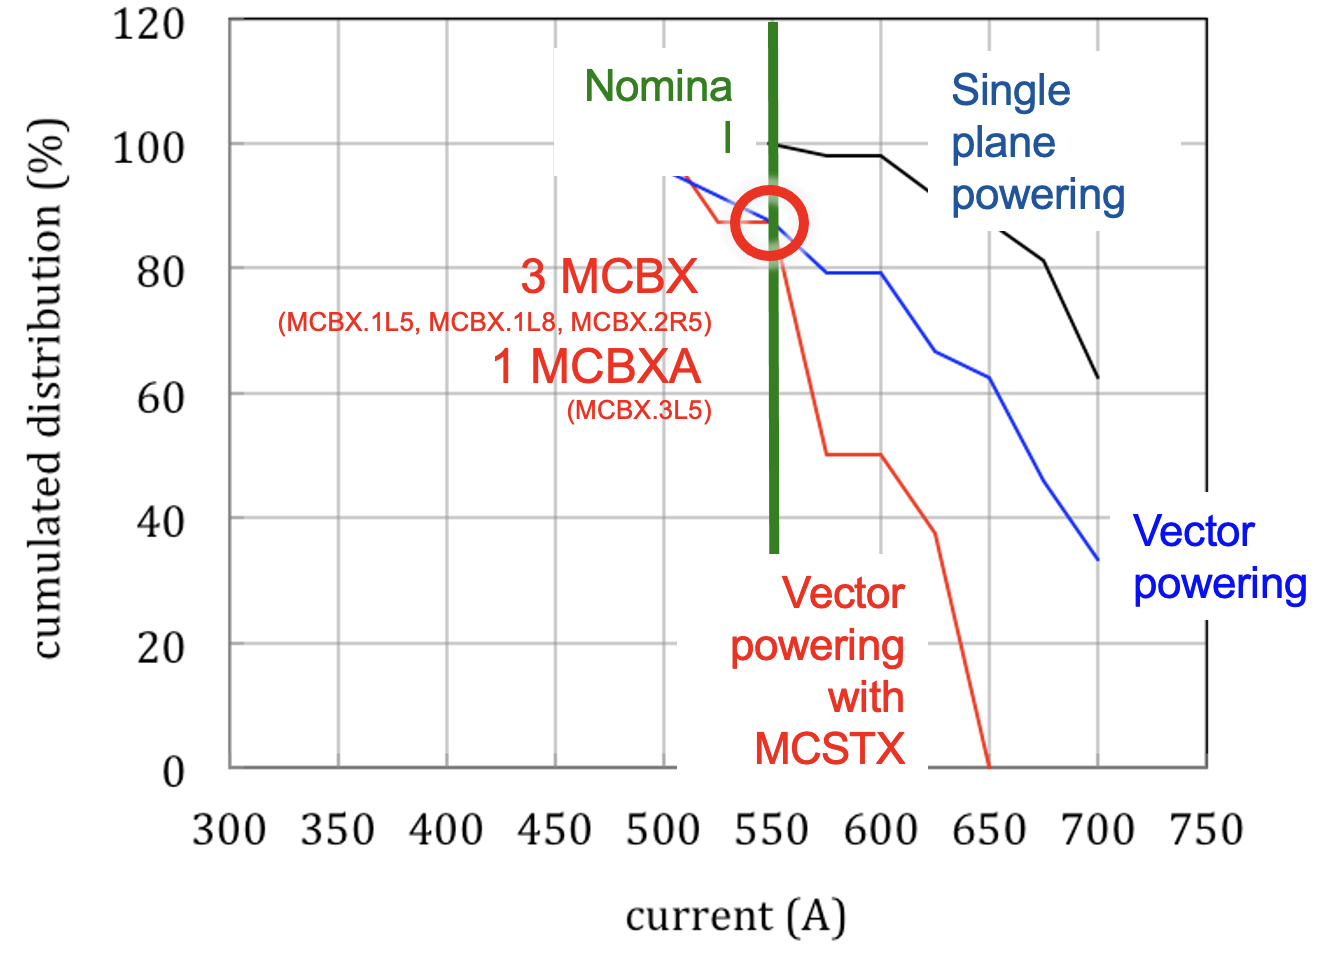 120
100
80
60
40
20
0
cumulated distribution (%)
Nomina
l
Single
plane
powering
3 MCBX
(MCBX.1L5, MCBX.1L8, MCBX.2R5)
1 MCBXA
(MCBX.3L5)
Vector
powering
Vector
powering
with
MCSTX
300 350 400 450 500 550 600 650 700 750
current (A)